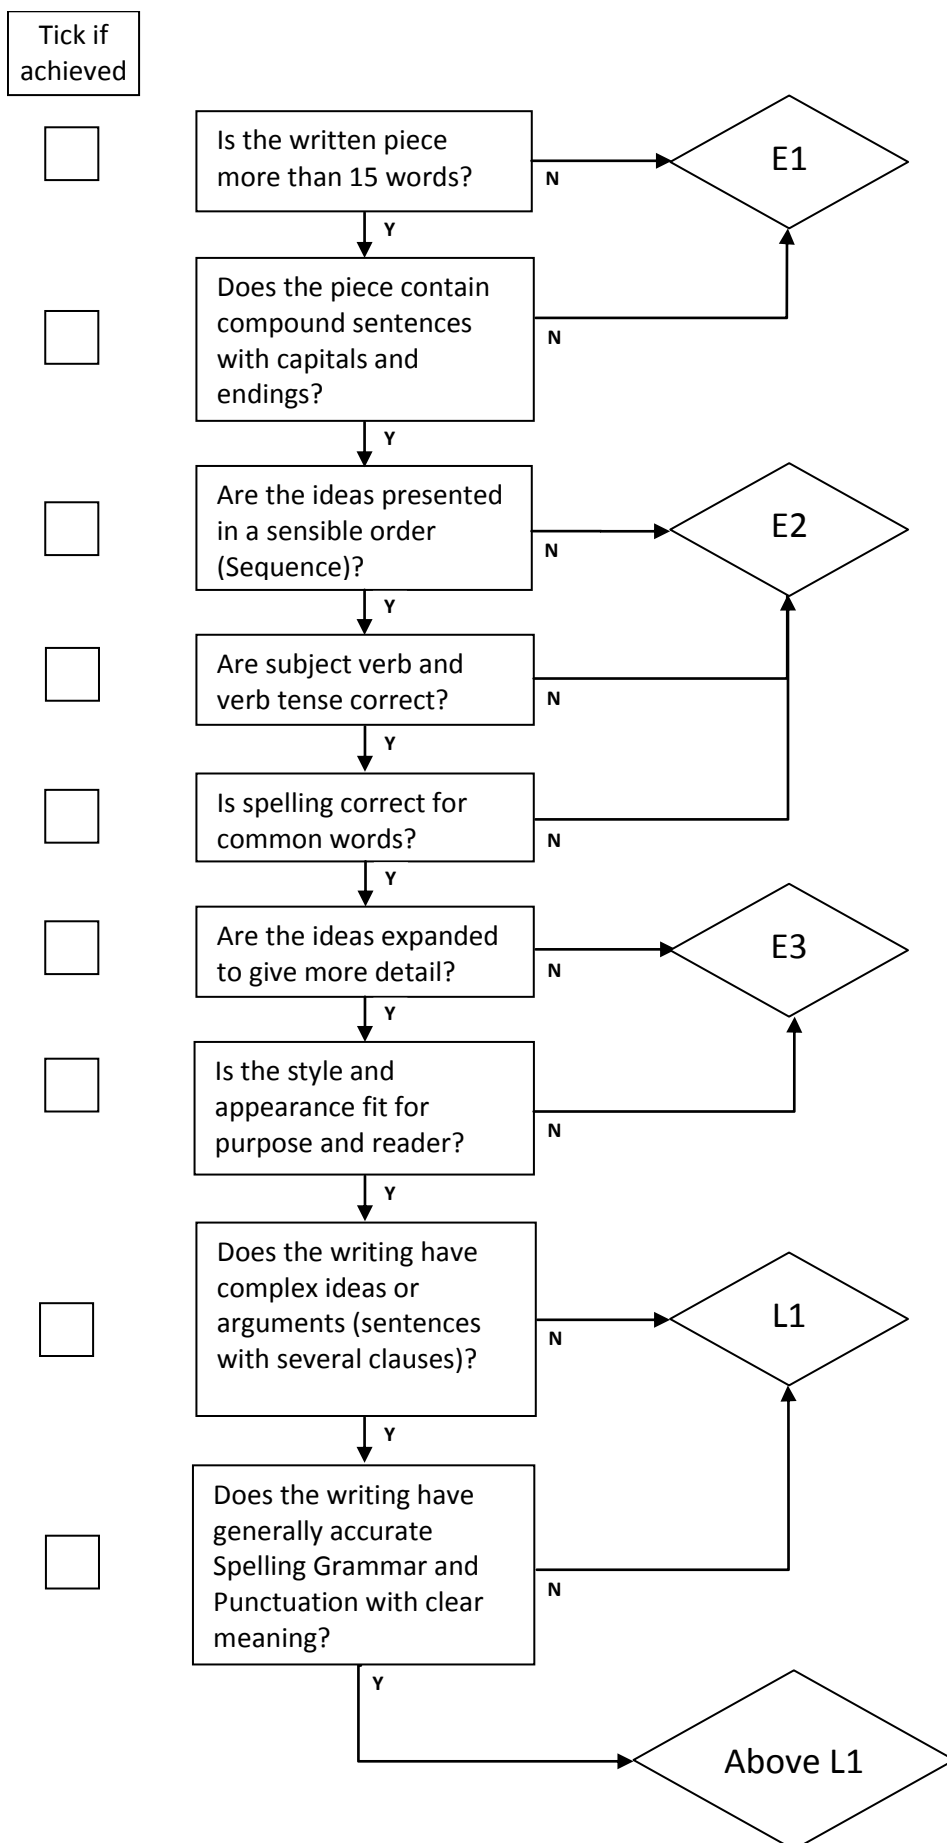 Tick if
achieved
Is the written piece
more than 15 words?
N
E1
Y
Does the piece contain
compound sentences
with capitals and
endings?
N
Y
Are the ideas presented
in a sensible order
(Sequence)?
N
E2
Y
Are subject verb and
verb tense correct?
N
Y
Is spelling correct for
common words?
N
Y
Are the ideas expanded
to give more detail?
N
E3
Y
Is the style and
appearance fit for
purpose and reader?
N
Y
Does the writing have
complex ideas or
arguments (sentences
with several clauses)?
N
L1
Y
Does the writing have
generally accurate
Spelling Grammar and
Punctuation with clear
meaning?
N
Y
Above L1